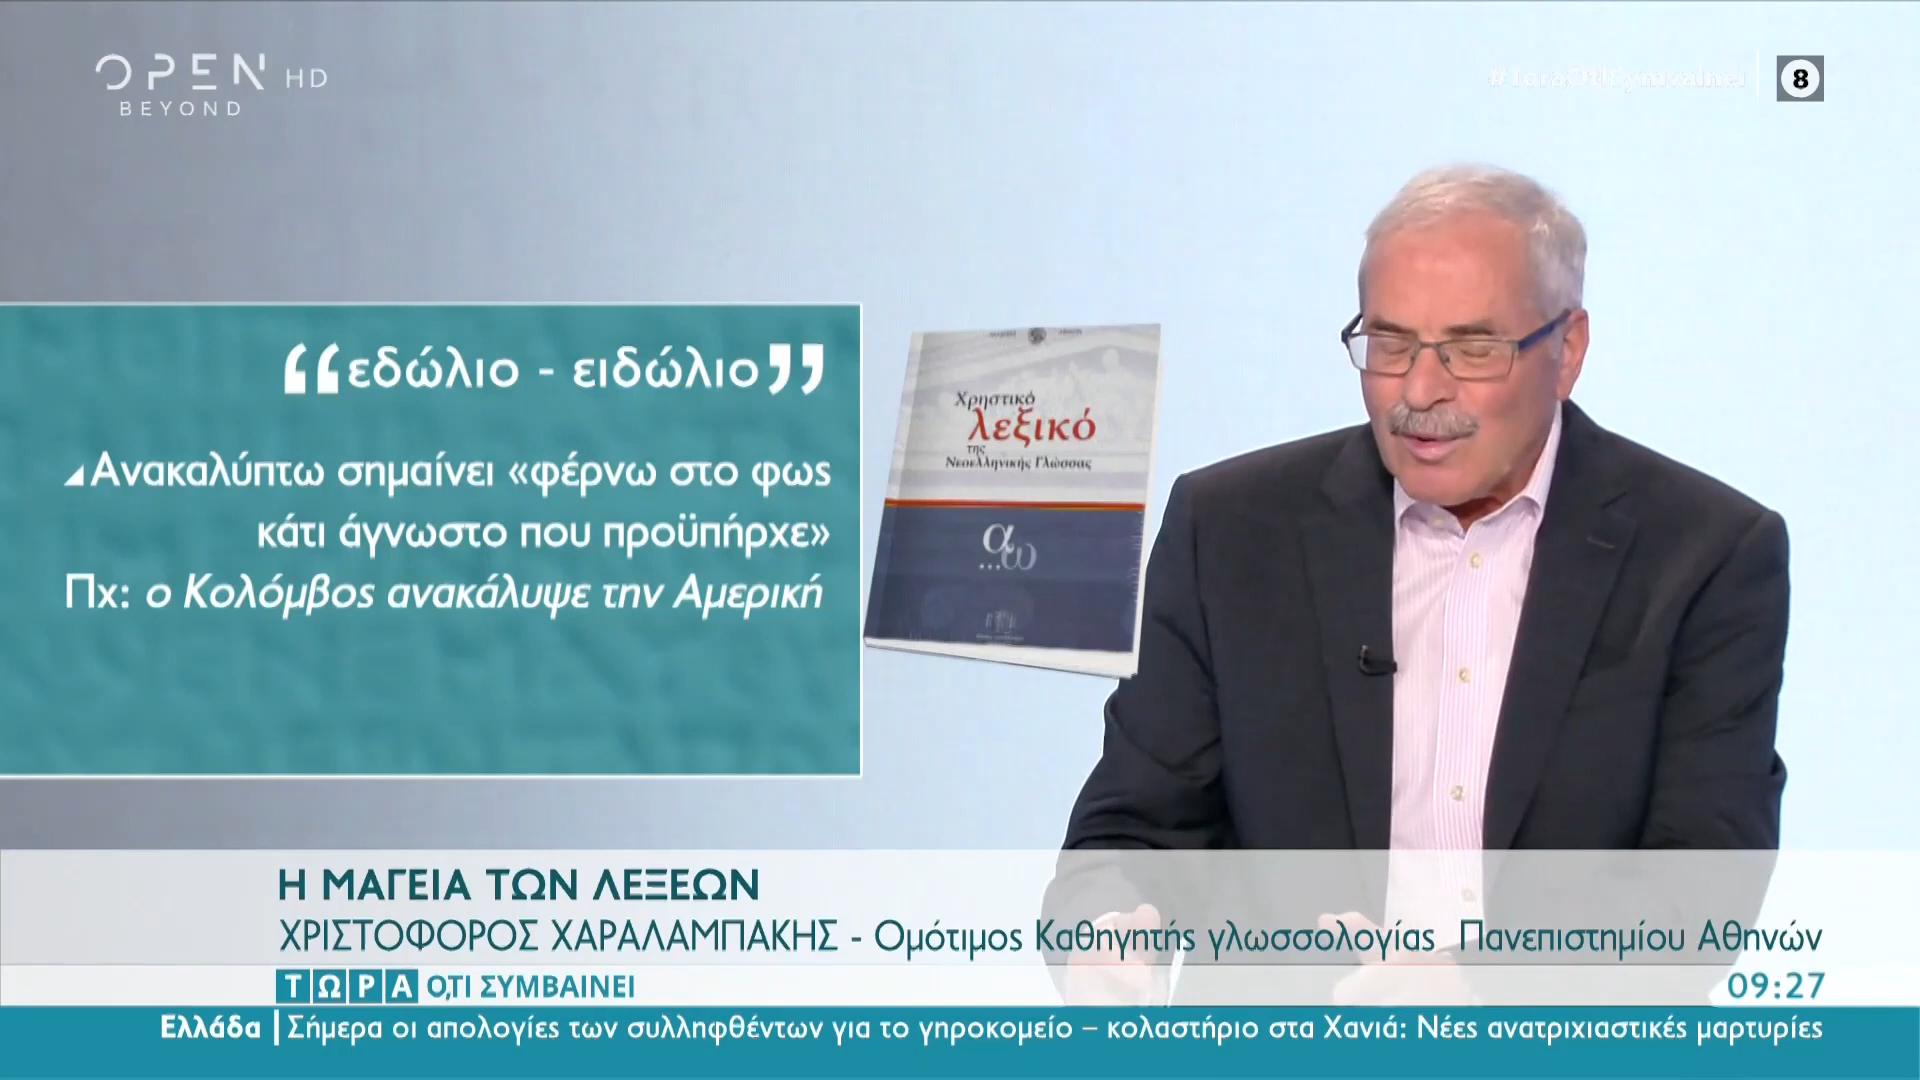 OPEN HD
BEYOND
#ToraOtiSymvainei
8
“εδώλιο - ειδώλιο”
Ανακαλύπτω σημαίνει «φέρνω στο φως
κάτι άγνωστο που προϋπήρχε»
Πχ: ο Κολόμβος ανακάλυψε την Αμερική
Χρηστικό
λεξικό
της
Νεοελληνικής Γλώσσας
α
...ω
Η ΜΑΓΕΙΑ ΤΩΝ ΛΕΞΕΩΝ
ΧΡΙΣΤΟΦΟΡΟΣ ΧΑΡΑΛΑΜΠΑΚΗΣ - Ομότιμος Καθηγητής γλωσσολογίας Πανεπιστημίου Αθηνών
ΤΩΡΑ Ο,ΤΙ ΣΥΜΒΑΙΝΕΙ
09:27
Ελλάδα | Σήμερα οι απολογίες των συλληφθέντων για το γηροκομείο – κολαστήριο στα Χανιά: Νέες ανατριχιαστικές μαρτυρίες